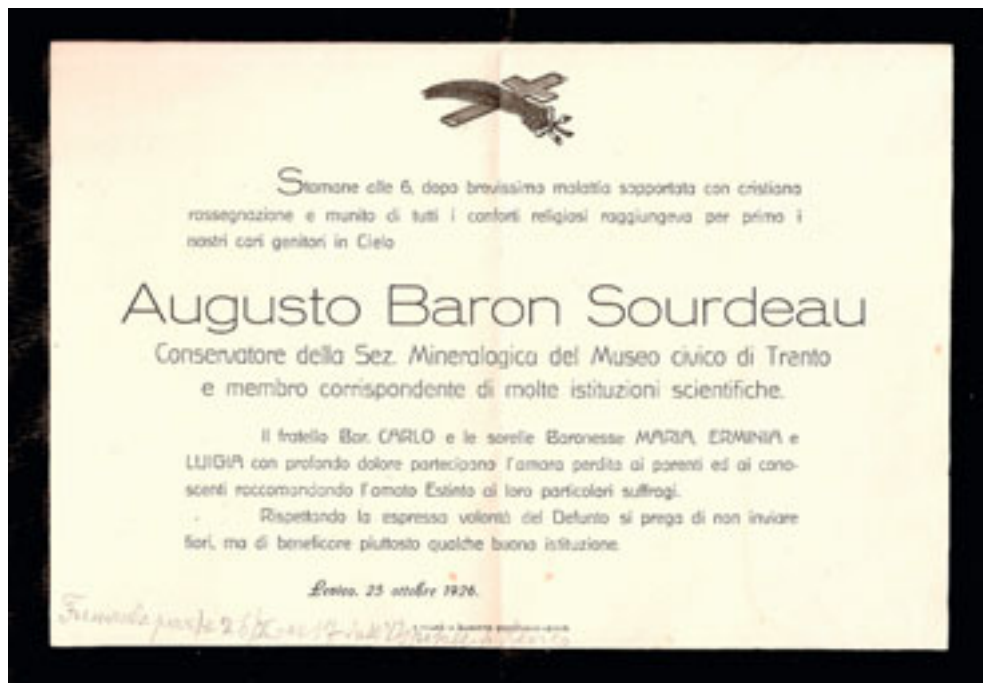 Stamane alle 6, dopo brevissima malattia sopportata con cristiana
rassegnazione e munito di tutti i conforti religiosi raggiungeva per primo i
nostri cari genitori in Cielo
Augusto Baron Sourdeau
Conservatore della Sez. Mineralogica del Museo civico di Trento
e membro corrispondente di molte istituzioni scientifiche.
Il fratello Bar. CARLO e le sorelle Baronesse MARIA, ERMINIA e
LUIGIA con profondo dolore partecipano l'amara perdita ai parenti ed ai cono-
scenti raccomandando l'amato Estinto ai loro particolari suffragi.
Rispettando la espressa volontà del Defunto si prega di non inviare
fiori, ma di beneficare piuttosto qualche buona istituzione.
25 ottobre 1926.